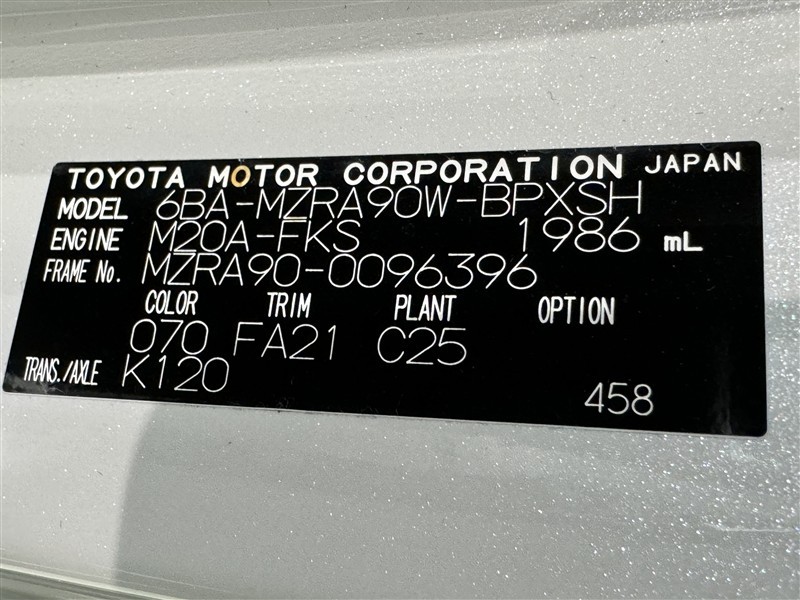 TOYOTA MOTOR CORPORATION JAPAN
MODEL 6BA-MZRA90W-BPXSH
ENGINE M20A-FKS 1986 mL
FRAME No. MZRA90-0096396
COLOR TRIM PLANT OPTION
070 FA21 C25
TRANS./AXLE K120
458